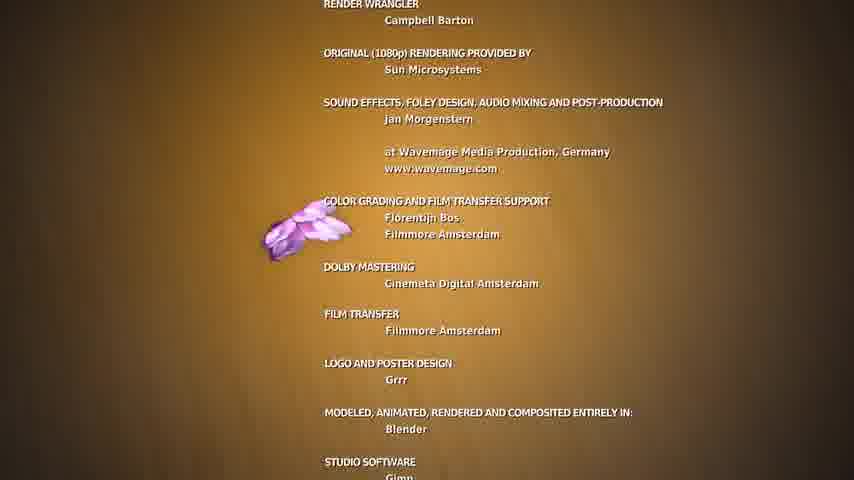 RENDER WRANGLER
Campbell Barton
ORIGINAL (1080p) RENDERING PROVIDED BY
Sun Microsystems
SOUND EFFECTS, FOLEY DESIGN, AUDIO MIXING AND POST-PRODUCTION
Jan Morgenstern
at Wavemage Media Production, Germany
www.wavemage.com
COLOR GRADING AND FILM TRANSFER SUPPORT
Florentijn Bos
Filmmore Amsterdam
DOLBY MASTERING
Cinemeta Digital Amsterdam
FILM TRANSFER
Filmmore Amsterdam
LOGO AND POSTER DESIGN
Grrr
MODELED, ANIMATED, RENDERED AND COMPOSITED ENTIRELY IN:
Blender
STUDIO SOFTWARE
Gimp